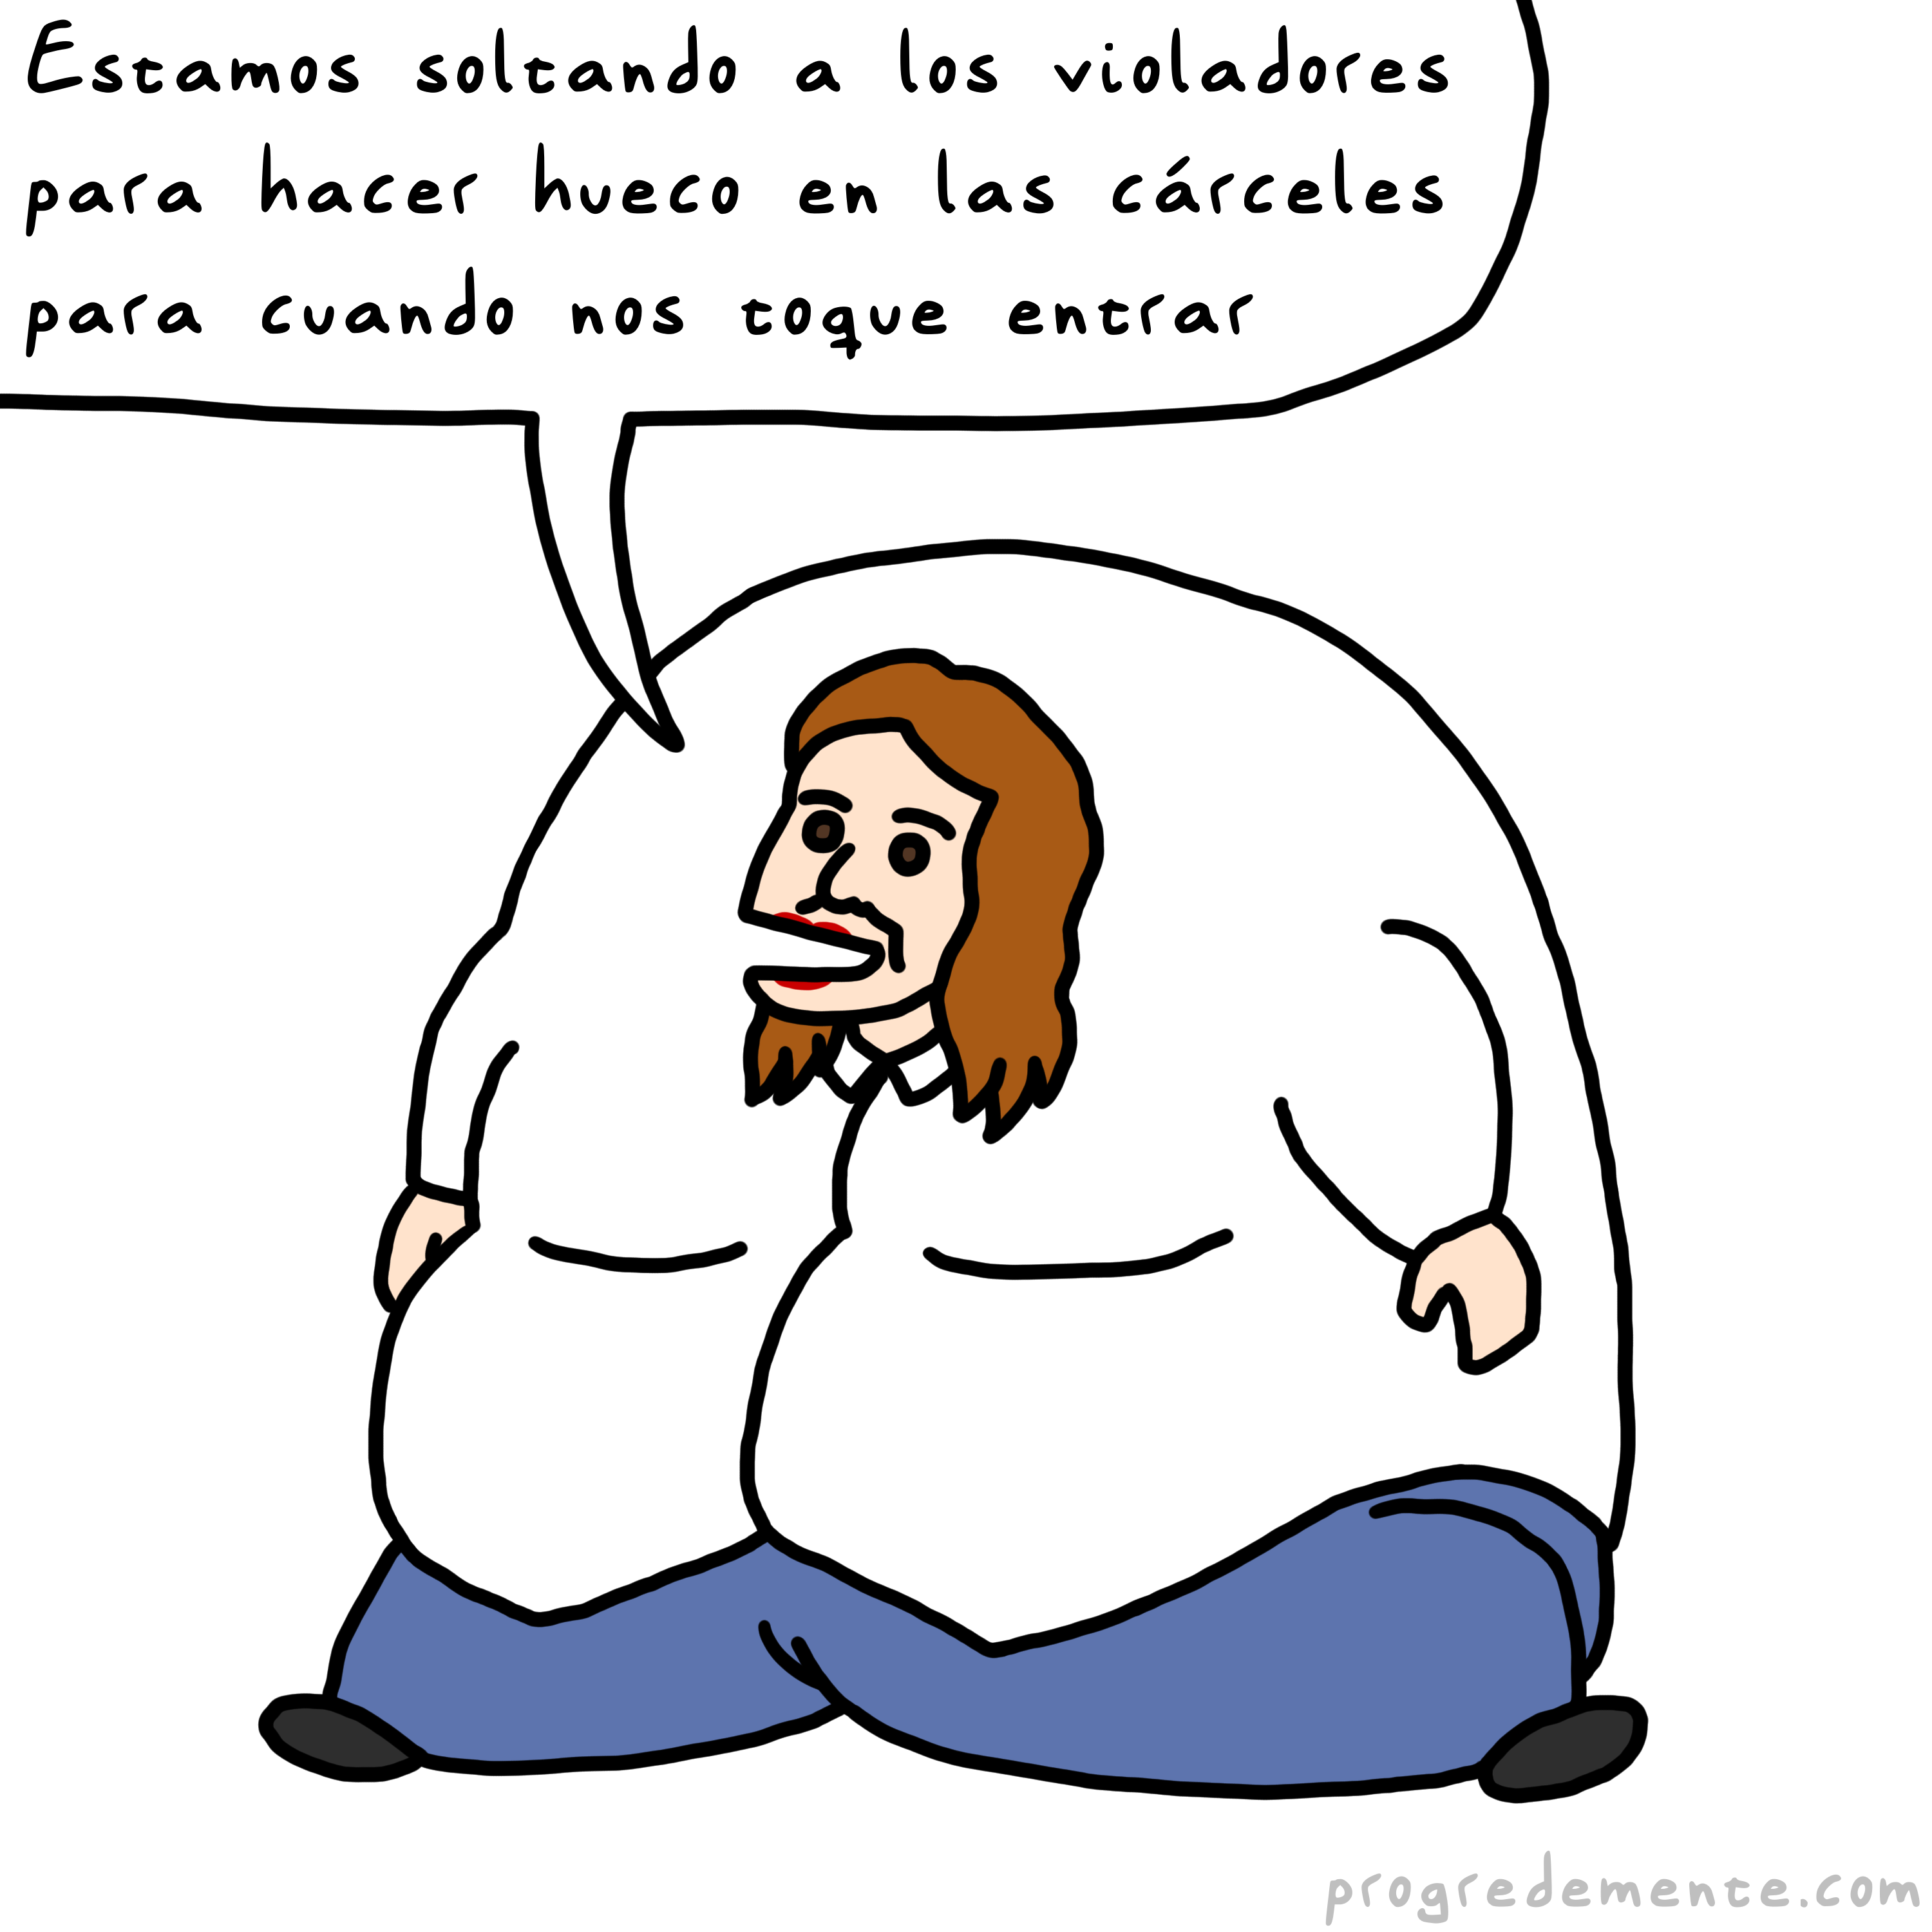 Estamos soltando a los violadores
para hacer hueco en las cárceles
para cuando nos toque entrar
progredemente.com